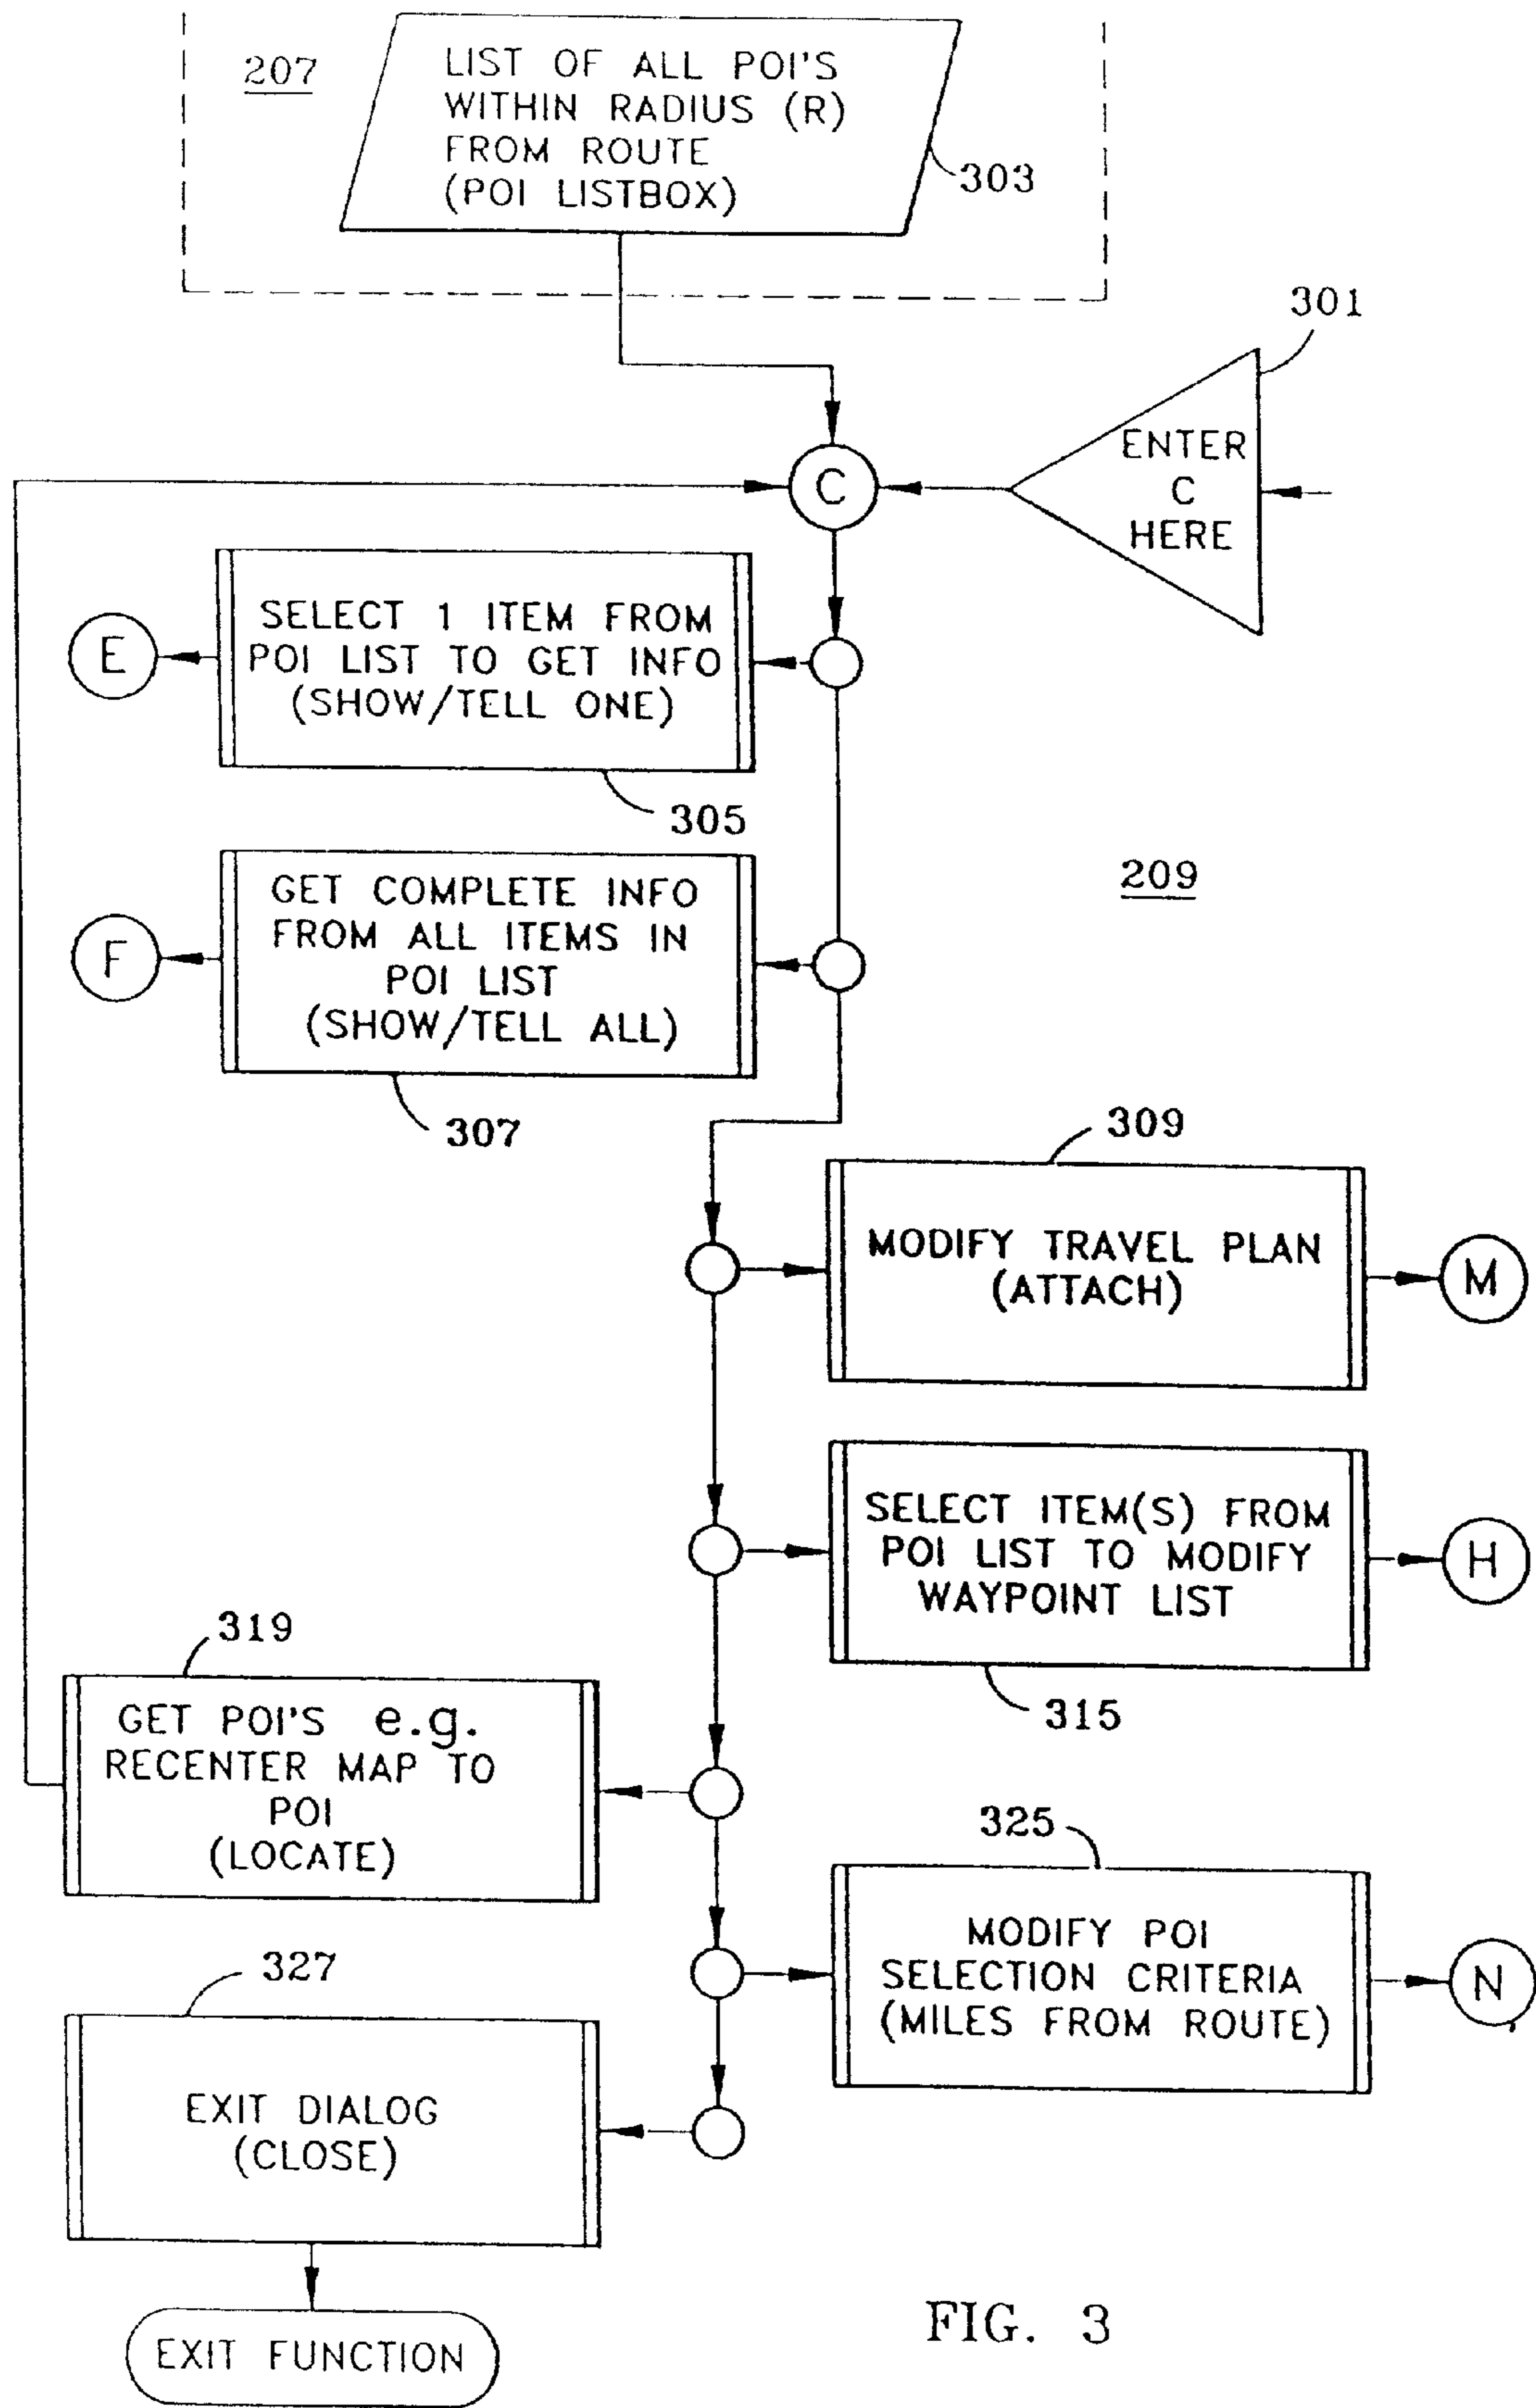 207
LIST OF ALL POI'S
WITHIN RADIUS (R)
FROM ROUTE
(POI LISTBOX)
303
301
ENTER
C
HERE
C
SELECT 1 ITEM FROM
POI LIST TO GET INFO
(SHOW/TELL ONE)
E
305
209
GET COMPLETE INFO
FROM ALL ITEMS IN
POI LIST
(SHOW/TELL ALL)
F
307
309
MODIFY TRAVEL PLAN
(ATTACH)
M
SELECT ITEM(S) FROM
POI LIST TO MODIFY
WAYPOINT LIST
H
315
319
GET POI'S e.g.
RECENTER MAP TO
POI
(LOCATE)
325
MODIFY POI
SELECTION CRITERIA
(MILES FROM ROUTE)
N
327
EXIT DIALOG
(CLOSE)
EXIT FUNCTION
FIG. 3